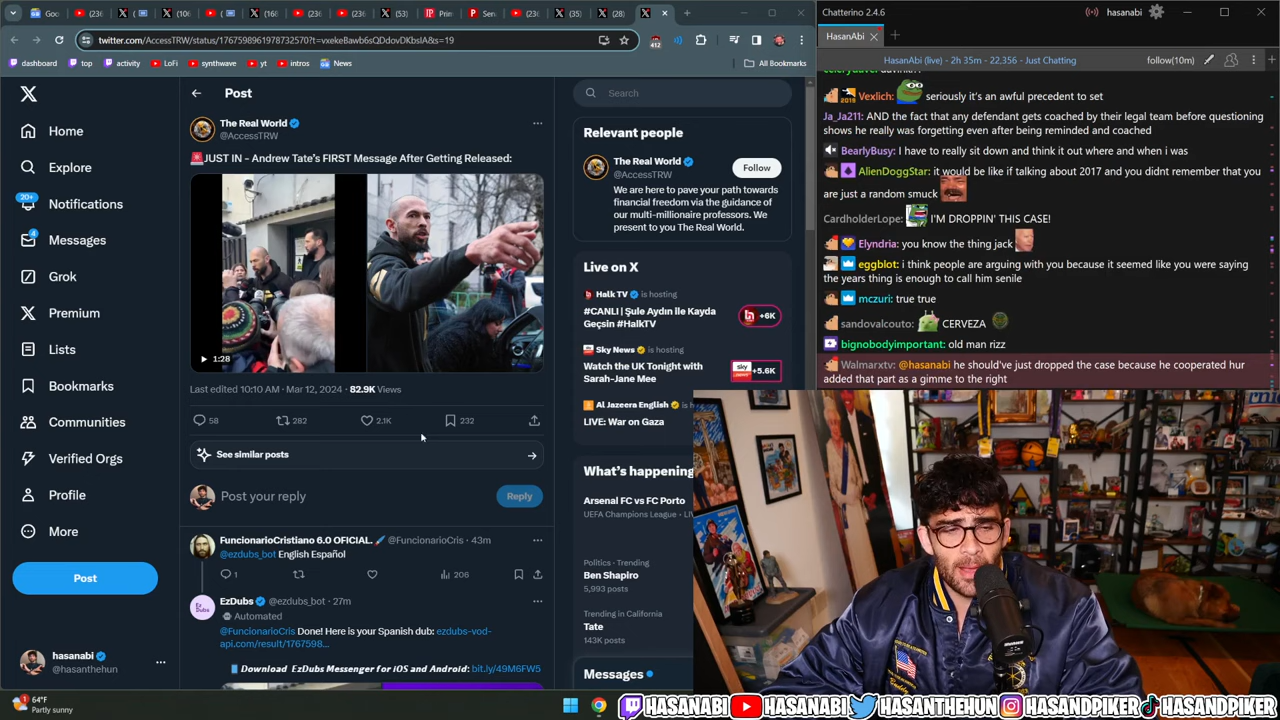 Goo
(236
(53)
Prin
Sen
(236
(35)
(28)
twitter.com/AccessTRW/status/1767598961978732570?t=vxekeBawb6sQDdovDKbslA&s=19
412
dashboard
top
activity
LoFi
synthwave
yt
intros
News
All Bookmarks
Home
Explore
20+
Notifications
4
Messages
Grok
Premium
Lists
Bookmarks
Communities
Verified Orgs
Profile
More
Post
hasanabi
@hasanthehun
Post
The Real World
@AccessTRW
JUST IN - Andrew Tate's FIRST Message After Getting Released:
1:28
Last edited 10:10 AM · Mar 12, 2024 · 82.9K Views
58
282
2.1K
232
See similar posts
Post your reply
Reply
FuncionarioCristiano 6.0 OFICIAL. @FuncionarioCris · 43m
@ezdubs_bot English Español
1
206
EzDubs @ezdubs_bot · 27m
Automated
@FuncionarioCris Done! Here is your Spanish dub: ezdubs-vod-
api.com/result/1767598...
Download EzDubs Messenger for iOS and Android: bit.ly/49M6FW5
Search
Relevant people
The Real World
@AccessTRW
Follow
We are here to pave your path towards
financial freedom via the guidance of
our multi-millionaire professors. We
present to you The Real World.
Live on X
Halk TV is hosting
#CANLI | Şule Aydın İle Kayda
Geçsin #HalkTV
+6K
Sky News is hosting
Watch the UK Tonight with
Sarah-Jane Mee
+5.6K
Al Jazeera English
LIVE: War on Gaza
What's happening
Arsenal FC vs FC Porto
UEFA Champions League
Politics · Trending
Ben Shapiro
5,993 posts
Trending in California
Tate
143K posts
Messages
Chatterino 2.4.6
hasanabi
HasanAbi
HasanAbi (live) - 2h 35m - 22,356 - Just Chatting
follow(10m)
Vexlich: seriously it's an awful precedent to set
Ja_Ja211: AND the fact that any defendant gets coached by their legal team before questioning
shows he really was forgetting even after being reminded and coached
BearlyBusy: I have to really sit down and think it out where and when i was
AlienDoggStar: it would be like if talking about 2017 and you didnt remember that you
are just a random smuck
CardholderLope: I'M DROPPIN' THIS CASE!
Elyndria: you know the thing jack
eggblot: i think people are arguing with you because it seemed like you were saying
the years thing is enough to call him senile
mczuri: true true
sandovalcouto: CERVEZA
bignobodyimportant: old man rizz
Walmarxtv: @hasanabi he should've just dropped the case because he cooperated hur
added that part as a gimme to the right
64°F
Partly sunny
HASANABI
HASANABI
HASANTHEHUN
HASANDPIKER
HASANDPIKER